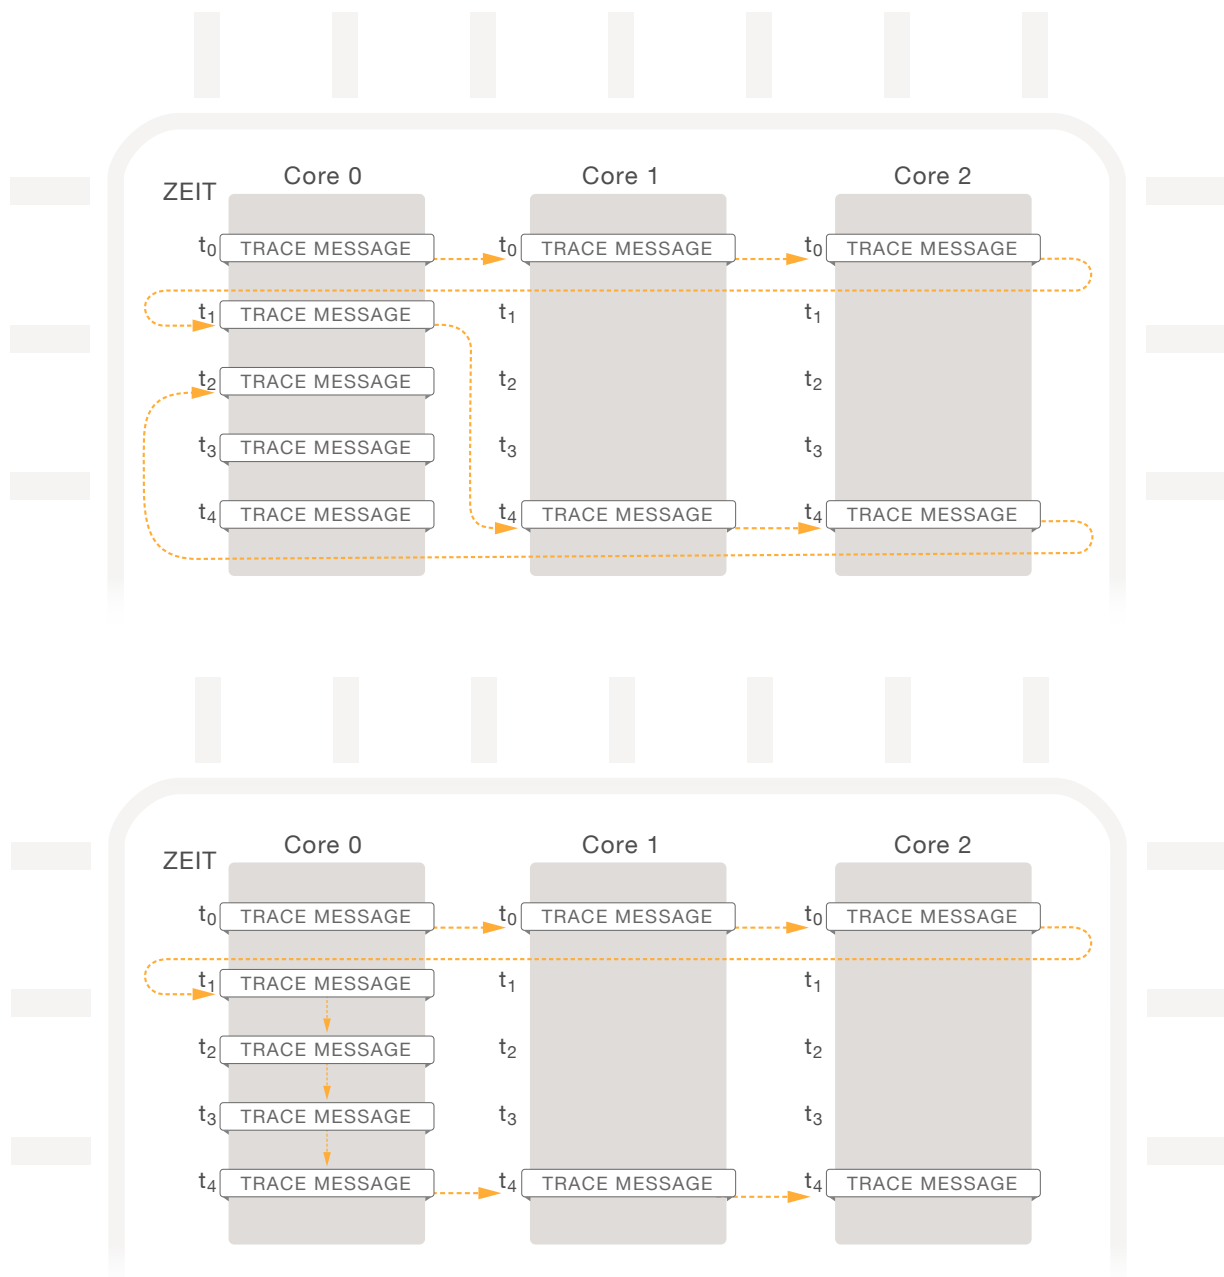 Core 0 Core 1 Core 2
ZEIT
t0 TRACE MESSAGE t0 TRACE MESSAGE t0 TRACE MESSAGE
t1 TRACE MESSAGE t1 t1
t2 TRACE MESSAGE t2 t2
t3 TRACE MESSAGE t3 t3
t4 TRACE MESSAGE t4 TRACE MESSAGE t4 TRACE MESSAGE
Core 0 Core 1 Core 2
ZEIT
t0 TRACE MESSAGE t0 TRACE MESSAGE t0 TRACE MESSAGE
t1 TRACE MESSAGE t1 t1
t2 TRACE MESSAGE t2 t2
t3 TRACE MESSAGE t3 t3
t4 TRACE MESSAGE t4 TRACE MESSAGE t4 TRACE MESSAGE